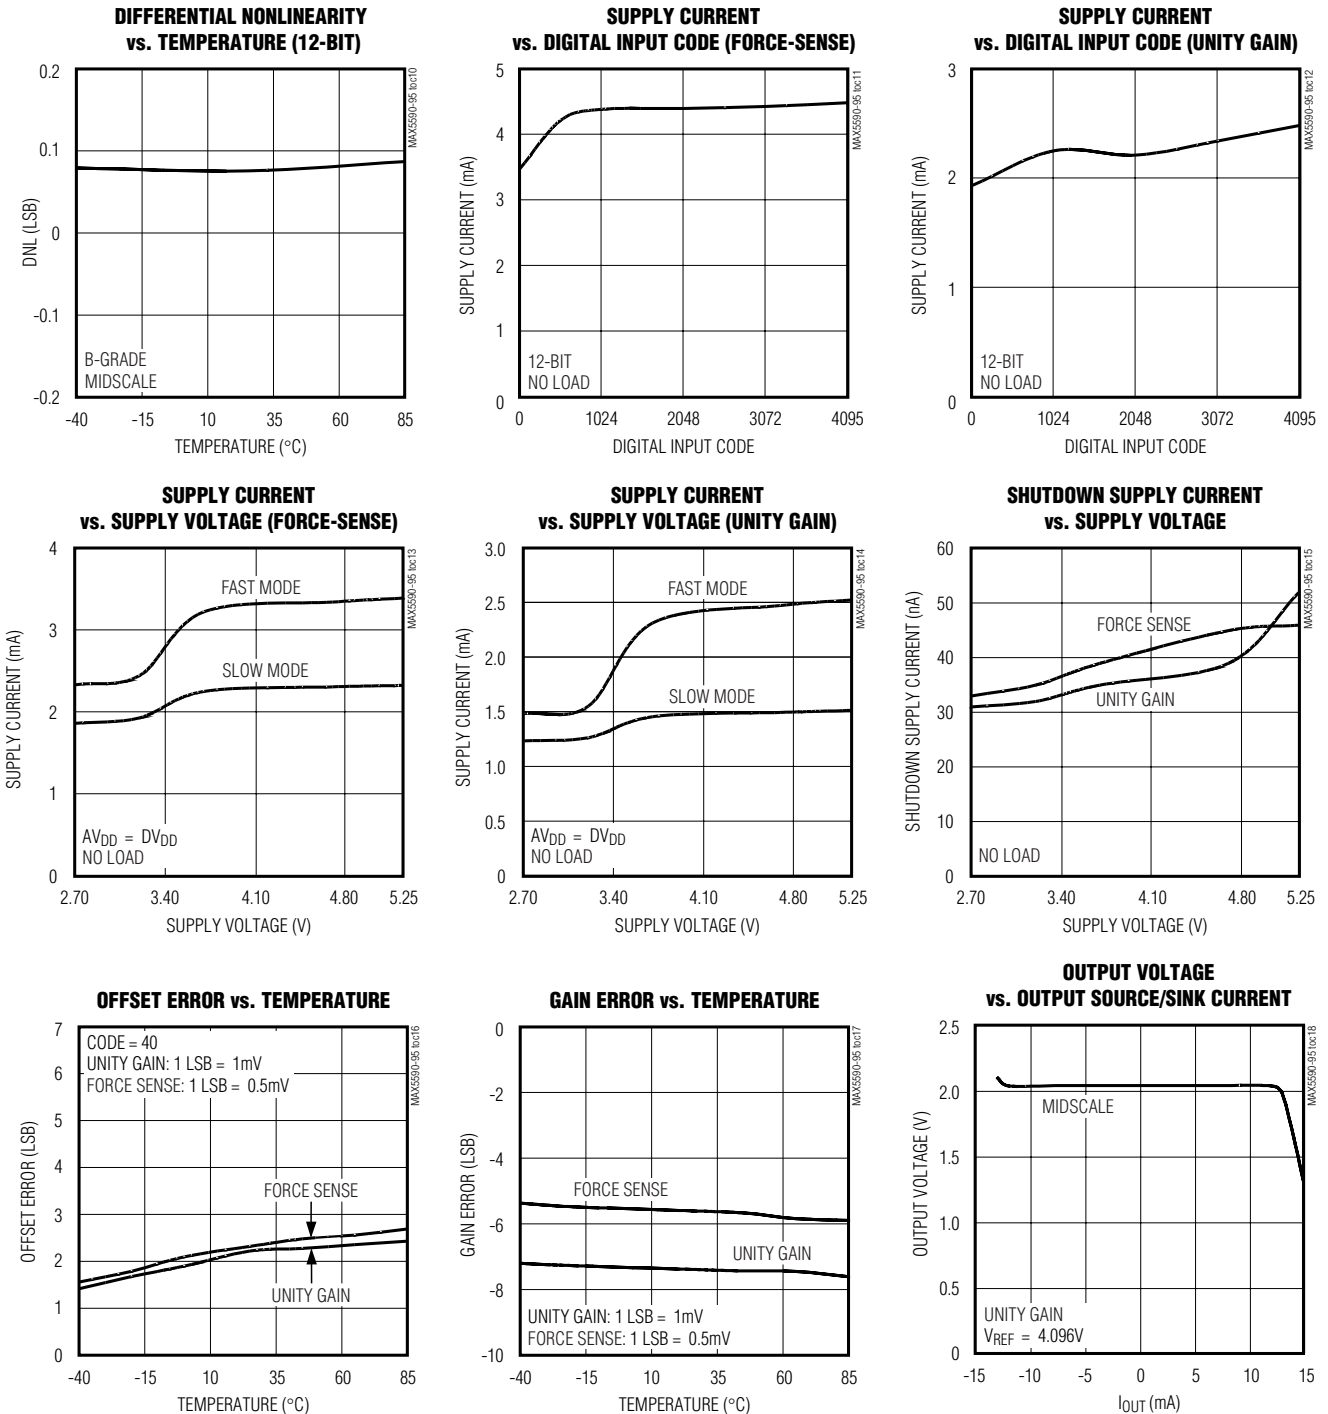 DIFFERENTIAL NONLINEARITY
vs. TEMPERATURE (12-BIT)
0.2
0.1
0
-0.1
-0.2
DNL (LSB)
B-GRADE
MIDSCALE
-40 -15 10 35 60 85
TEMPERATURE (°C)
MAX5590-95 toc10
SUPPLY CURRENT
vs. DIGITAL INPUT CODE (FORCE-SENSE)
5
4
3
2
1
0
SUPPLY CURRENT (mA)
12-BIT
NO LOAD
0 1024 2048 3072 4095
DIGITAL INPUT CODE
MAX5590-95 toc11
SUPPLY CURRENT
vs. DIGITAL INPUT CODE (UNITY GAIN)
3
2
1
0
SUPPLY CURRENT (mA)
12-BIT
NO LOAD
0 1024 2048 3072 4095
DIGITAL INPUT CODE
MAX5590-95 toc12
SUPPLY CURRENT
vs. SUPPLY VOLTAGE (FORCE-SENSE)
4
3
2
1
0
SUPPLY CURRENT (mA)
FAST MODE
SLOW MODE
AVDD = DVDD
NO LOAD
2.70 3.40 4.10 4.80 5.25
SUPPLY VOLTAGE (V)
MAX5590-95 toc13
SUPPLY CURRENT
vs. SUPPLY VOLTAGE (UNITY GAIN)
3.0
2.5
2.0
1.5
1.0
0.5
0
SUPPLY CURRENT (mA)
FAST MODE
SLOW MODE
AVDD = DVDD
NO LOAD
2.70 3.40 4.10 4.80 5.25
SUPPLY VOLTAGE (V)
MAX5590-95 toc14
SHUTDOWN SUPPLY CURRENT
vs. SUPPLY VOLTAGE
60
50
40
30
20
10
0
SHUTDOWN SUPPLY CURRENT (nA)
FORCE SENSE
UNITY GAIN
NO LOAD
2.70 3.40 4.10 4.80 5.25
SUPPLY VOLTAGE (V)
MAX5590-95 toc15
OFFSET ERROR vs. TEMPERATURE
7
6
5
4
3
2
1
0
OFFSET ERROR (LSB)
CODE = 40
UNITY GAIN: 1 LSB = 1mV
FORCE SENSE: 1 LSB = 0.5mV
FORCE SENSE
UNITY GAIN
-40 -15 10 35 60 85
TEMPERATURE (°C)
MAX5590-95 toc16
GAIN ERROR vs. TEMPERATURE
0
-2
-4
-6
-8
-10
GAIN ERROR (LSB)
FORCE SENSE
UNITY GAIN
UNITY GAIN: 1 LSB = 1mV
FORCE SENSE: 1 LSB = 0.5mV
-40 -15 10 35 60 85
TEMPERATURE (°C)
MAX5590-95 toc17
OUTPUT VOLTAGE
vs. OUTPUT SOURCE/SINK CURRENT
2.5
2.0
1.5
1.0
0.5
0
OUTPUT VOLTAGE (V)
MIDSCALE
UNITY GAIN
VREF = 4.096V
-15 -10 -5 0 5 10 15
IOUT (mA)
MAX5590-95 toc18